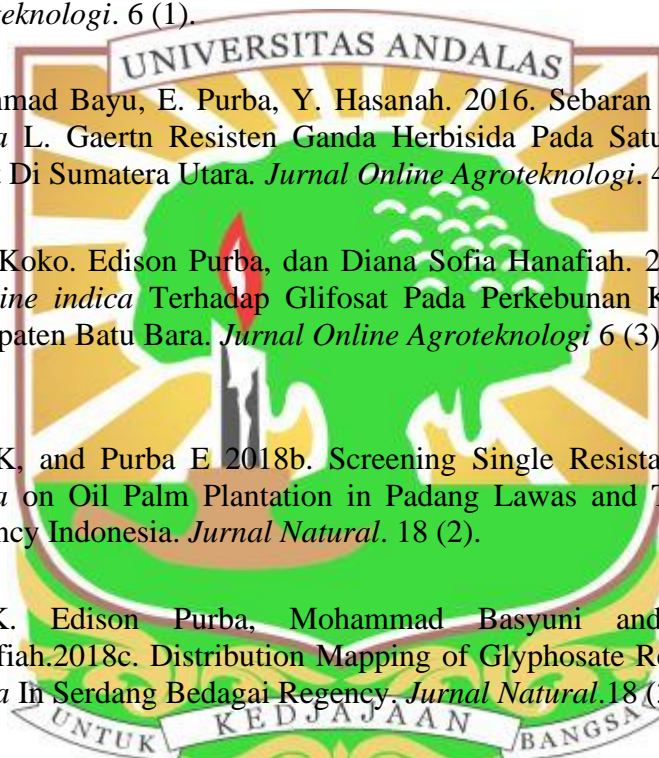 teknologi. 6 (1).
UNIVERSITAS ANDALAS
mad Bayu, E. Purba, Y. Hasanah. 2016. Sebaran
a L. Gaertn Resisten Ganda Herbisida Pada Satu
Di Sumatera Utara. Jurnal Online Agroteknologi. 4
Koko. Edison Purba, dan Diana Sofia Hanafiah. 2
ine indica Terhadap Glifosat Pada Perkebunan K
paten Batu Bara. Jurnal Online Agroteknologi 6 (3)
K, and Purba E 2018b. Screening Single Resista
a on Oil Palm Plantation in Padang Lawas and T
ncy Indonesia. Jurnal Natural. 18 (2).
K. Edison Purba, Mohammad Basyuni and
fiah.2018c. Distribution Mapping of Glyphosate Re
a In Serdang Bedagai Regency. Jurnal Natural.18 (
UNTUK KEDJAJAAN BANGSA